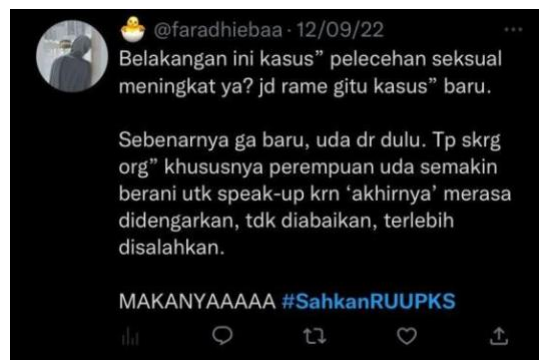 🐣 @faradhiebaa · 12/09/22
Belakangan ini kasus” pelecehan seksual
meningkat ya? jd rame gitu kasus” baru.
Sebenarnya ga baru, uda dr dulu. Tp skrg
org” khususnya perempuan uda semakin
berani utk speak-up krn ‘akhirnya’ merasa
didengarkan, tdk diabaikan, terlebih
disalahkan.
MAKANYAAAAA #SahkanRUUPKS